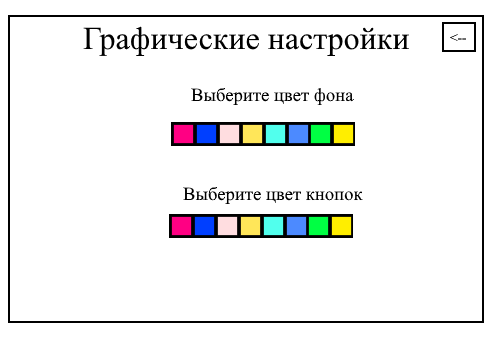 Графические настройки
<--
Выберите цвет фона
Выберите цвет кнопок